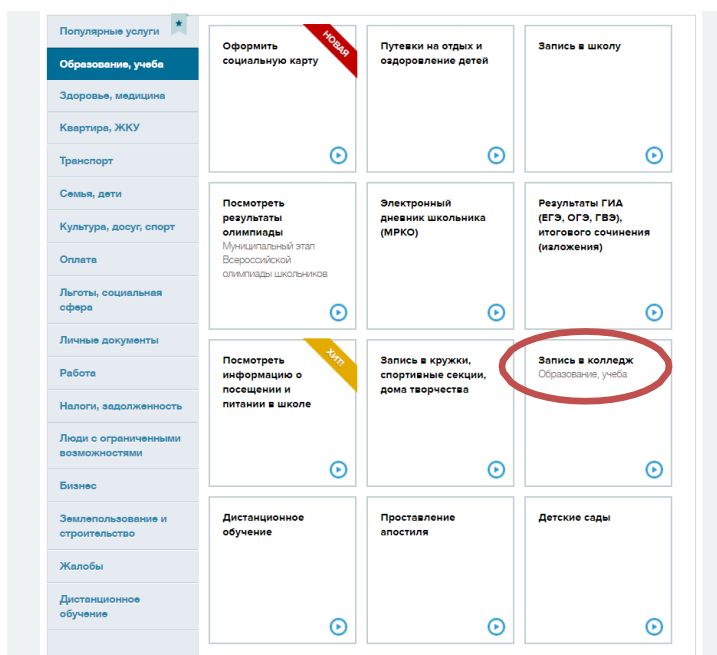 Популярные услуги
Образование, учеба
Здоровье, медицина
Квартира, ЖКУ
Транспорт
Семья, дети
Культура, досуг, спорт
Оплата
Льготы, социальная
сфера
Личные документы
Работа
Налоги, задолженность
Люди с ограниченными
возможностями
Бизнес
Землепользование и
строительство
Жалобы
Дистанционное
обучение
Оформить
социальную карту
НОВАЯ
Путевки на отдых и
оздоровление детей
Запись в школу
Посмотреть
результаты
олимпиады
Муниципальный этап
Всероссийской
олимпиады школьников
Электронный
дневник школьника
(МРКО)
Результаты ГИА
(ЕГЭ, ОГЭ, ГВЭ),
итогового сочинения
(изложения)
Посмотреть
информацию о
посещении и
питании в школе
ХИТ!
Запись в кружки,
спортивные секции,
дома творчества
Запись в колледж
Образование, учеба
Дистанционное
обучение
Проставление
апостиля
Детские сады